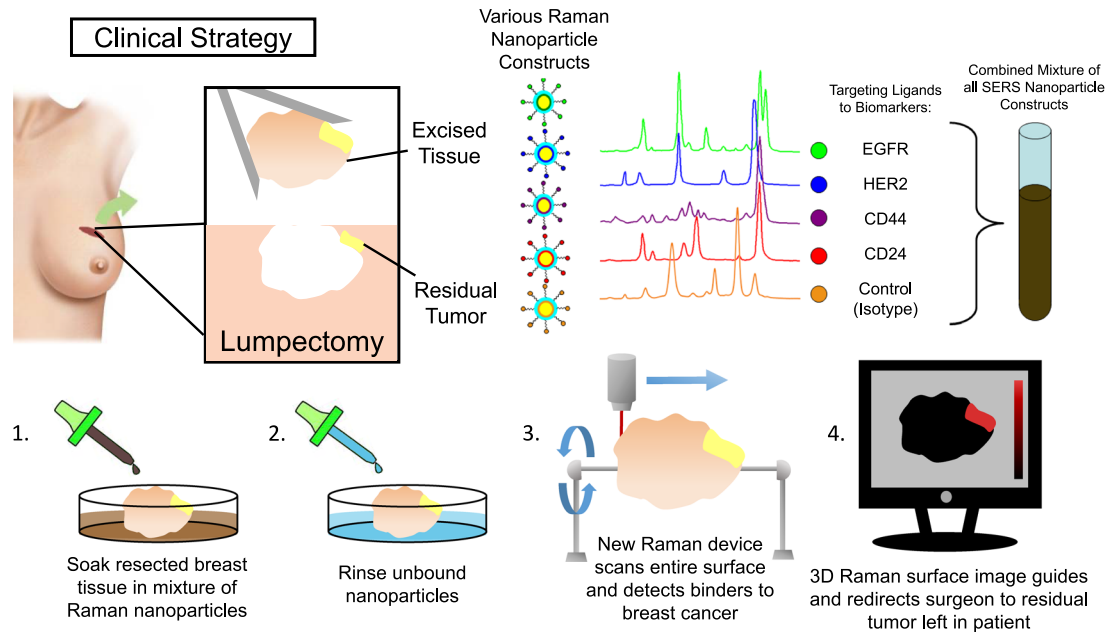 Clinical Strategy
Excised
Tissue
Residual
Tumor
Lumpectomy
Various Raman
Nanoparticle
Constructs
Targeting Ligands
to Biomarkers:
EGFR
HER2
CD44
CD24
Control
(Isotype)
Combined Mixture of
all SERS Nanoparticle
Constructs
1.
Soak resected breast
tissue in mixture of
Raman nanoparticles
2.
Rinse unbound
nanoparticles
3.
New Raman device
scans entire surface
and detects binders to
breast cancer
4.
3D Raman surface image guides
and redirects surgeon to residual
tumor left in patient